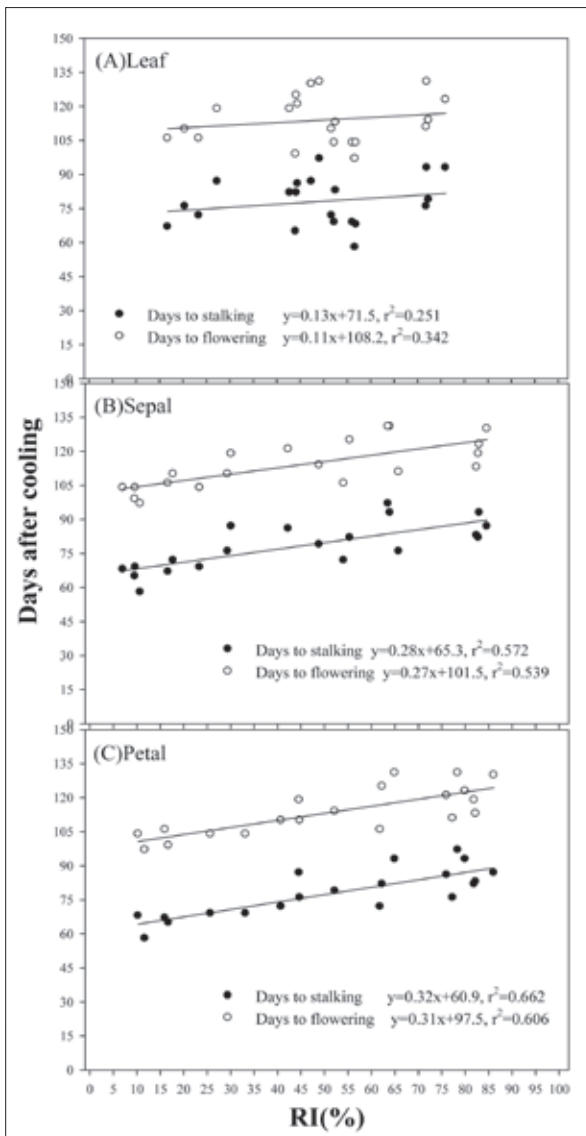 150
(A)Leaf
135
120
105
90
75
60
45
30
15
0
Days to stalking y=0.13x+71.5, r²=0.251
Days to flowering y=0.11x+108.2, r²=0.342
150
(B)Sepal
135
120
105
90
75
60
45
30
15
0
Days to stalking y=0.28x+65.3, r²=0.572
Days to flowering y=0.27x+101.5, r²=0.539
Days after cooling
150
(C)Petal
135
120
105
90
75
60
45
30
15
0
Days to stalking y=0.32x+60.9, r²=0.662
Days to flowering y=0.31x+97.5, r²=0.606
0 5 10 15 20 25 30 35 40 45 50 55 60 65 70 75 80 85 90 95 100
RI(%)